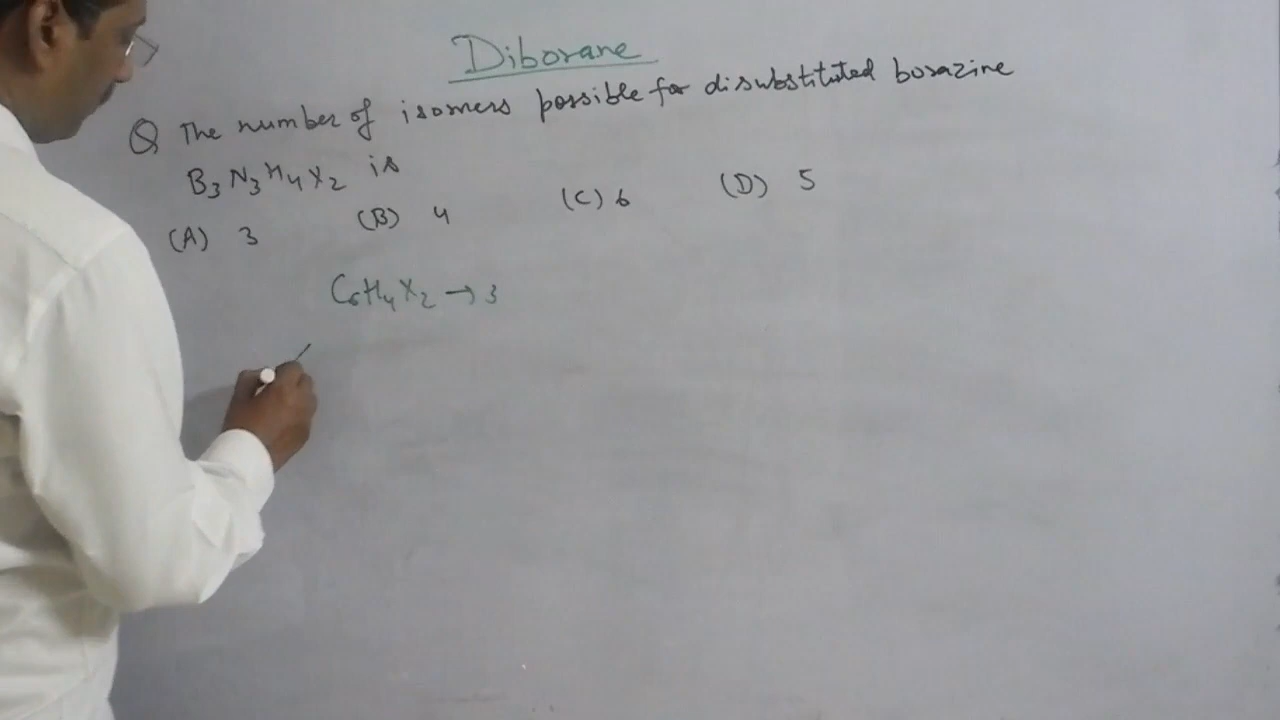 Diborane
Q The number of isomers possible for disubstituted borazine
B₃N₃H₄X₂ is
(A) 3 (B) 4 (C) 6 (D) 5
C₆H₄X₂ → 3